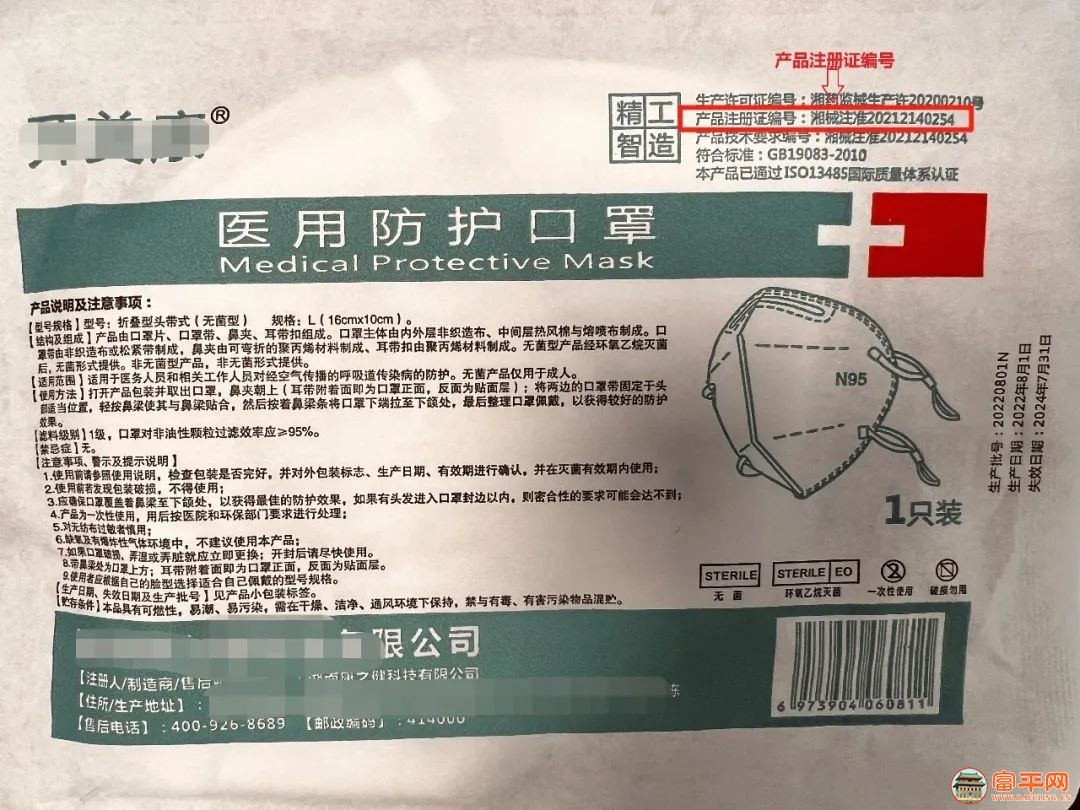 产品注册证编号
开美康®
精工
智造
生产许可证编号：湘药监械生产许20200210号
产品注册证编号：湘械注准20212140254
产品技术要求编号：湘械注准20212140254
符合标准：GB19083-2010
本产品已通过ISO13485国际质量体系认证
医用防护口罩
Medical Protective Mask
产品说明及注意事项：
【型号规格】型号：折叠型头带式（无菌型） 规格：L（16cmx10cm）。
【结构及组成】产品由口罩片、口罩带、鼻夹、耳带扣组成。口罩主体由内外层非织造布、中间层热风棉与熔喷布制成。口
罩带由非织造布或松紧带制成，鼻夹由可弯折的聚丙烯材料制成、耳带扣由聚丙烯材料制成。无菌型产品经环氧乙烷灭菌
后，无菌形式提供。非无菌型产品，非无菌形式提供。
【适用范围】适用于医务人员和相关工作人员对经空气传播的呼吸道传染病的防护。无菌产品仅用于成人。
【使用方法】打开产品包装并取出口罩，鼻夹朝上（耳带附着面即为口罩正面，反面为贴面层）；将两边的口罩带固定于头
部适当位置，轻按鼻梁使其与鼻梁贴合，然后按着鼻梁条将口罩下端拉至下颌处，最后整理口罩佩戴，以获得较好的防护
效果。
【滤料级别】1级，口罩对非油性颗粒过滤效率应≥95%。
【禁忌症】无。
【注意事项、警示及提示说明】
1.使用前请参照使用说明，检查包装是否完好，并对外包装标志、生产日期、有效期进行确认，并在灭菌有效期内使用；
2.使用前若发现包装破损，不得使用；
3.应确保口罩覆盖着鼻梁至下颌处，以获得最佳的防护效果，如果有头发进入口罩封边以内，则密合性的要求可能会达不到；
4.产品为一次性使用，用后按医院和环保部门要求进行处理；
5.对无纺布过敏者慎用；
6.缺氧及有爆炸性气体环境中，不建议使用本产品；
7.如果口罩破损、弄湿或弄脏就应立即更换；开封后请尽快使用。
8.带鼻梁处为口罩上方；耳带附着面即为口罩正面，反面为贴面层。
9.使用者应根据自己的脸型选择适合自己佩戴的型号规格。
【生产日期、失效日期及生产批号】见产品小包装标签。
【贮存条件】本品具有可燃性，易潮、易污染，需在干燥、洁净、通风环境下保持，禁与有毒、有害污染物品混贮。
N95
1只装
生产批号：20220801N
生产日期：2022年8月1日
失效日期：2024年7月31日
STERILE
无菌
STERILE EO
环氧乙烷灭菌
2
一次性使用
破损勿用
有限公司
【注册人/制造商/售后
康之健科技有限公司
【住所/生产地址】：
【售后电话】：400-926-8689 【邮政编码】：414000
6 973904 060811
富平网
WWW.DAFUPING.CN